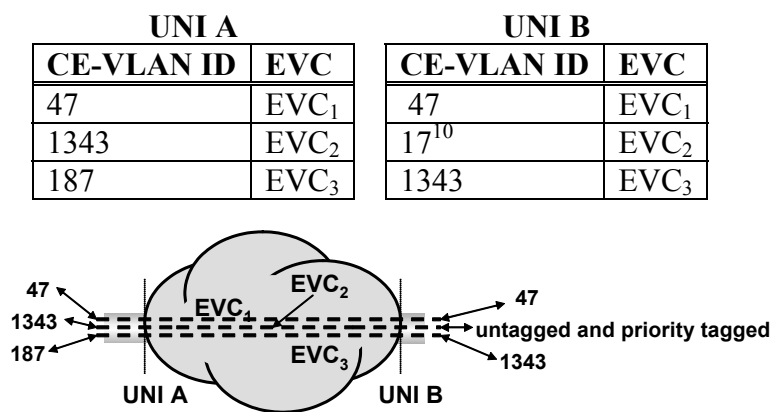 UNI A
CE-VLAN ID EVC
47 EVC₁
1343 EVC₂
187 EVC₃
UNI B
CE-VLAN ID EVC
47 EVC₁
17¹⁰ EVC₂
1343 EVC₃
47
1343
187
EVC₁
EVC₂
EVC₃
47
untagged and priority tagged
1343
UNI A
UNI B